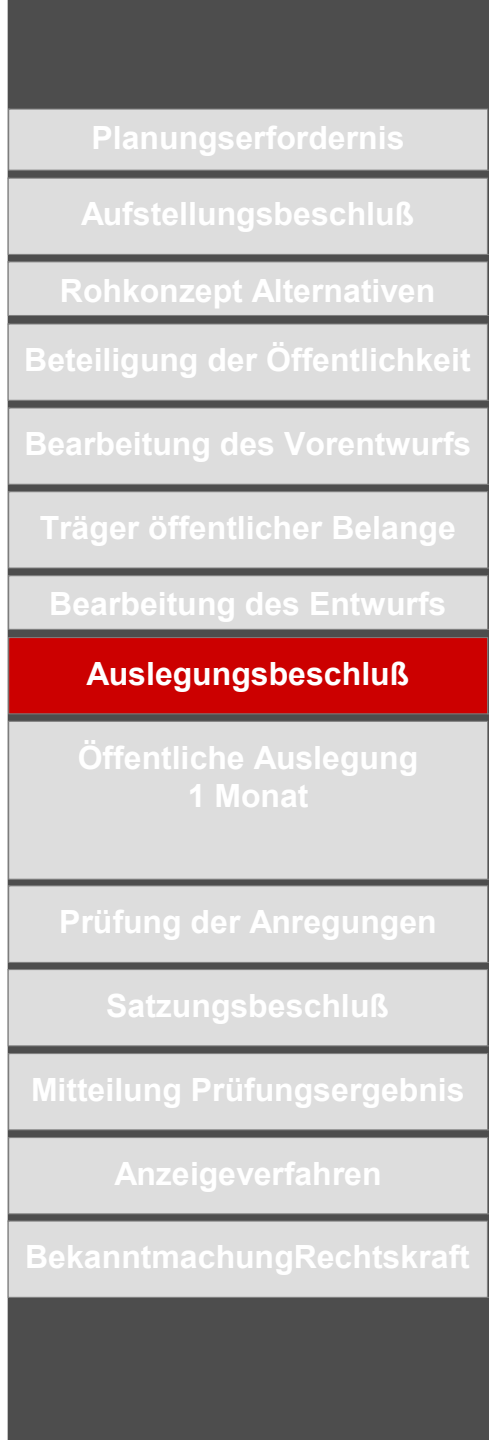 Planungserfordernis
Aufstellungsbeschluß
Rohkonzept Alternativen
Beteiligung der Öffentlichkeit
Bearbeitung des Vorentwurfs
Träger öffentlicher Belange
Bearbeitung des Entwurfs
Auslegungsbeschluß
Öffentliche Auslegung
1 Monat
Prüfung der Anregungen
Satzungsbeschluß
Mitteilung Prüfungsergebnis
Anzeigeverfahren
BekanntmachungRechtskraft